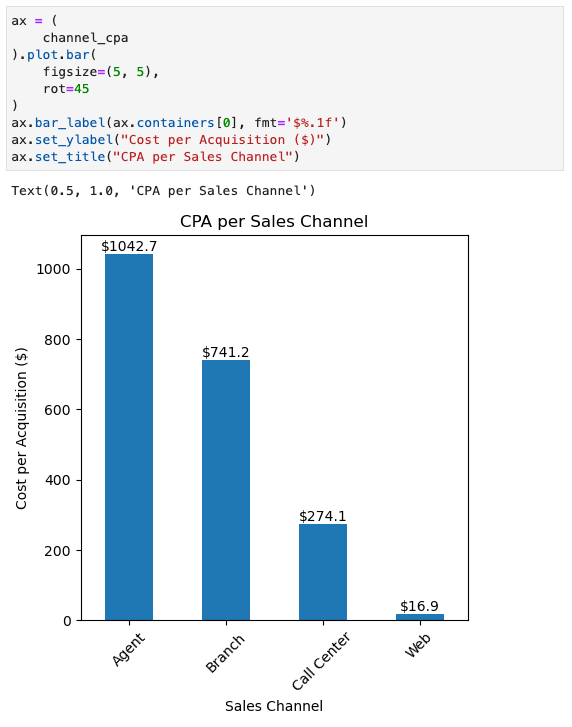 ax = (
    channel_cpa
).plot.bar(
    figsize=(5, 5),
    rot=45
)
ax.bar_label(ax.containers[0], fmt='$%.1f')
ax.set_ylabel("Cost per Acquisition ($)")
ax.set_title("CPA per Sales Channel")
Text(0.5, 1.0, 'CPA per Sales Channel')
CPA per Sales Channel
Cost per Acquisition ($)
1000
800
600
400
200
0
$1042.7
$741.2
$274.1
$16.9
Agent
Branch
Call Center
Web
Sales Channel